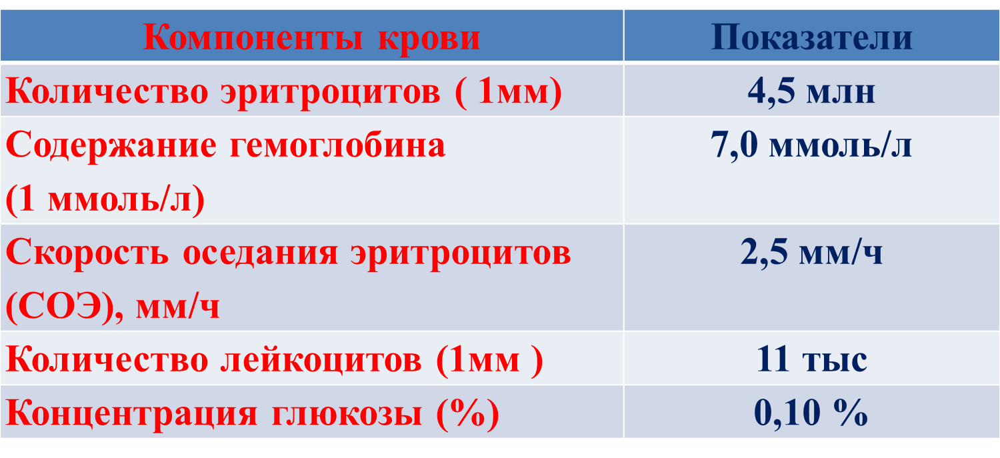 Компоненты крови
Показатели
Количество эритроцитов ( 1мм)
4,5 млн
Содержание гемоглобина
(1 ммоль/л)
7,0 ммоль/л
Скорость оседания эритроцитов
(СОЭ), мм/ч
2,5 мм/ч
Количество лейкоцитов (1мм )
11 тыс
Концентрация глюкозы (%)
0,10 %